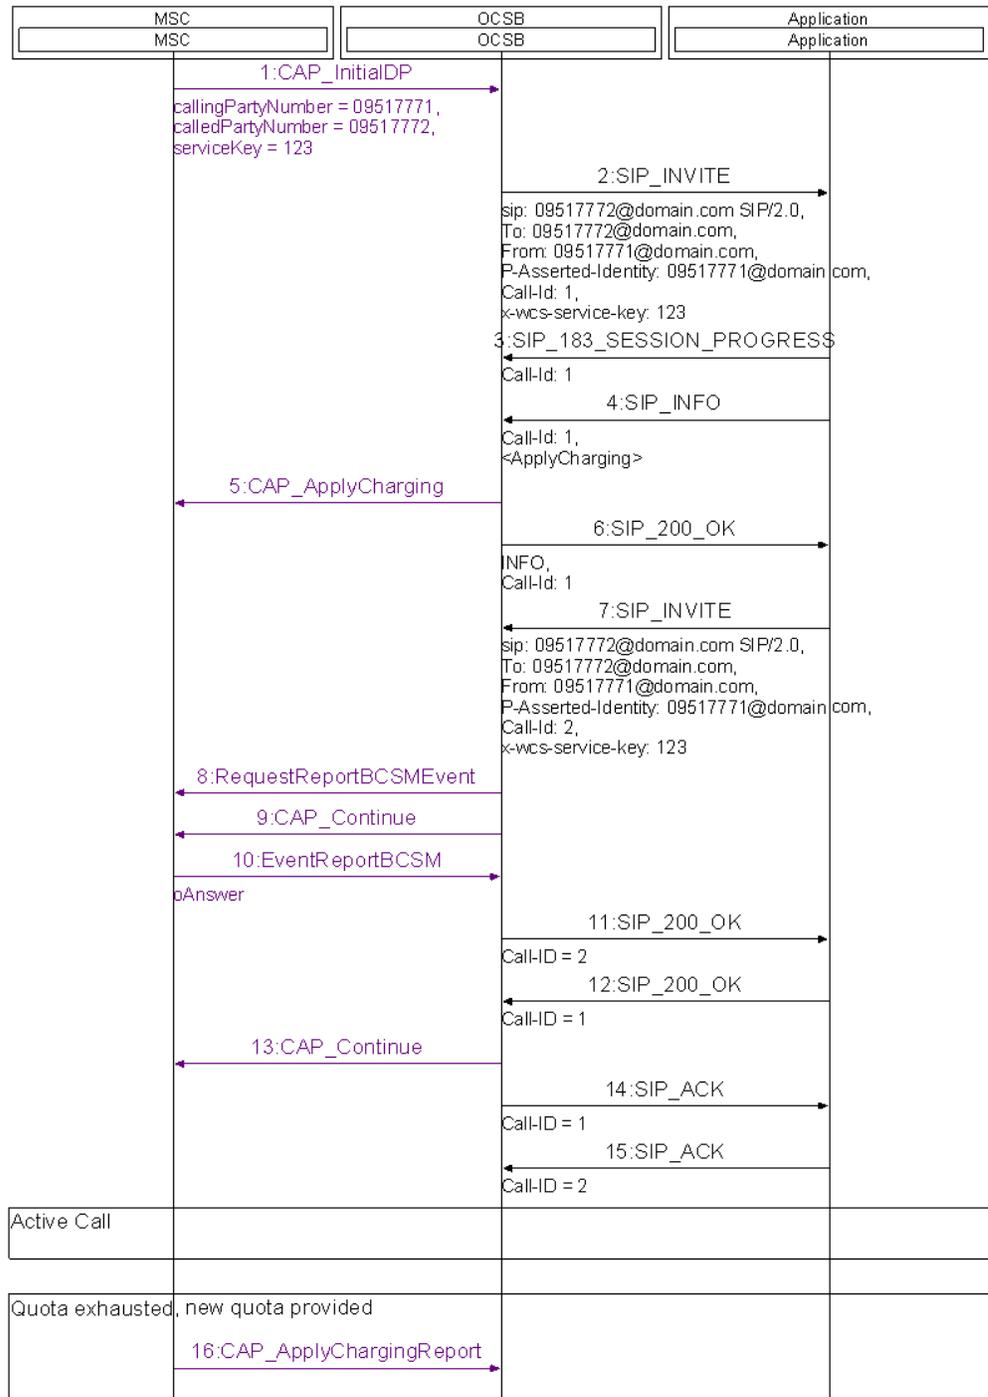 MSC OCSB Application
MSC OCSB Application
1:CAP_InitialDP
callingPartyNumber = 09517771,
calledPartyNumber = 09517772,
serviceKey = 123
2:SIP_INVITE
sip: 09517772@domain.com SIP/2.0,
To: 09517772@domain.com,
From: 09517771@domain.com,
P-Asserted-Identity: 09517771@domain.com,
Call-Id: 1,
x-wcs-service-key: 123
3:SIP_183_SESSION_PROGRESS
Call-Id: 1
4:SIP_INFO
Call-Id: 1,
<ApplyCharging>
5:CAP_ApplyCharging
6:SIP_200_OK
INFO,
Call-Id: 1
7:SIP_INVITE
sip: 09517772@domain.com SIP/2.0,
To: 09517772@domain.com,
From: 09517771@domain.com,
P-Asserted-Identity: 09517771@domain.com,
Call-Id: 2,
x-wcs-service-key: 123
8:RequestReportBCSMEvent
9:CAP_Continue
10:EventReportBCSM
oAnswer
11:SIP_200_OK
Call-ID = 2
12:SIP_200_OK
Call-ID = 1
13:CAP_Continue
14:SIP_ACK
Call-ID = 1
15:SIP_ACK
Call-ID = 2
Active Call
Quota exhausted, new quota provided
16:CAP_ApplyChargingReport